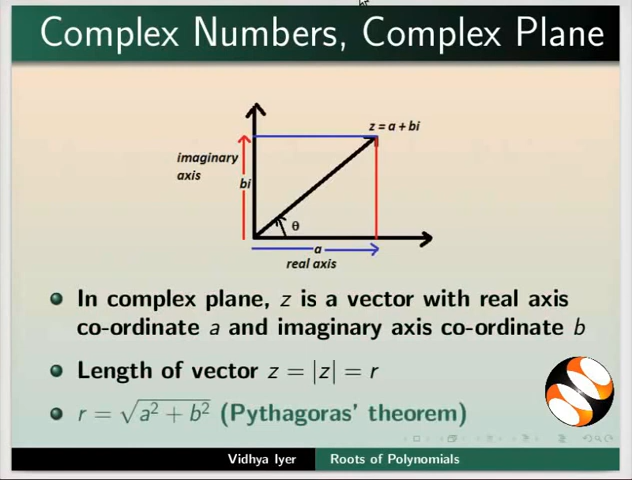 Complex Numbers, Complex Plane
z = a + bi
imaginary
axis
bi
θ
a
real axis
In complex plane, z is a vector with real axis
co-ordinate a and imaginary axis co-ordinate b
Length of vector z = |z| = r
r = √a² + b² (Pythagoras' theorem)
Vidhya Iyer Roots of Polynomials